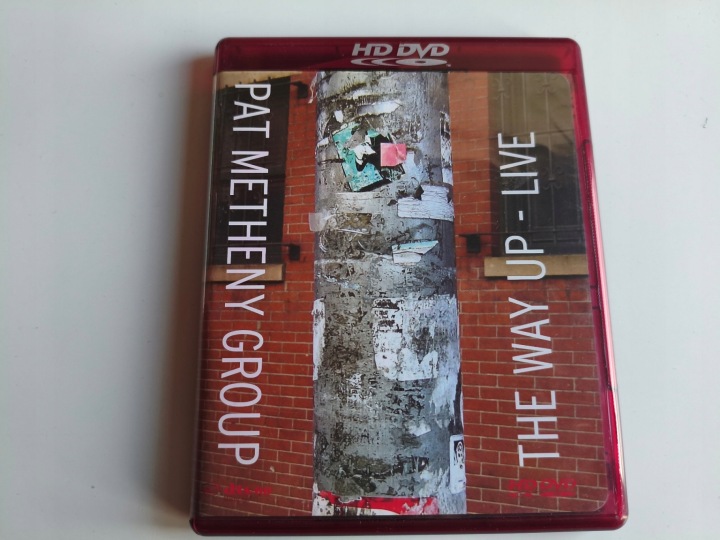 HD DVD
PAT METHENY GROUP
THE WAY UP - LIVE